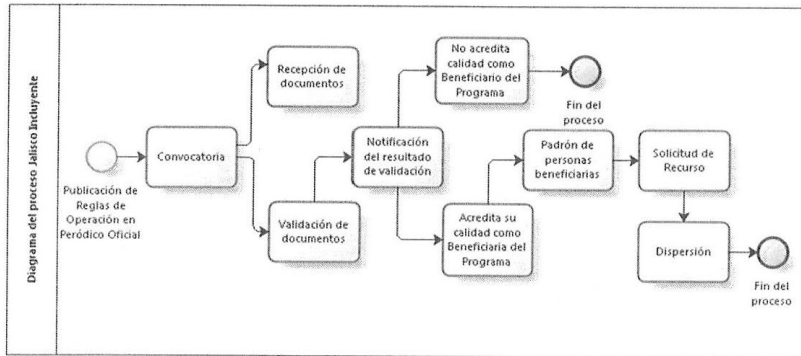 Diagrama del proceso Jalisco Incluyente
Publicación de
Reglas de
Operación en
Periódico Oficial
Convocatoria
Recepción de
documentos
Validación de
documentos
Notificación
del resultado
de validación
No acredita
calidad como
Beneficiario del
Programa
Fin del
proceso
Acredita su
calidad como
Beneficiaria del
Programa
Padrón de
personas
beneficiarias
Solicitud de
Recurso
Dispersión
Fin del
proceso